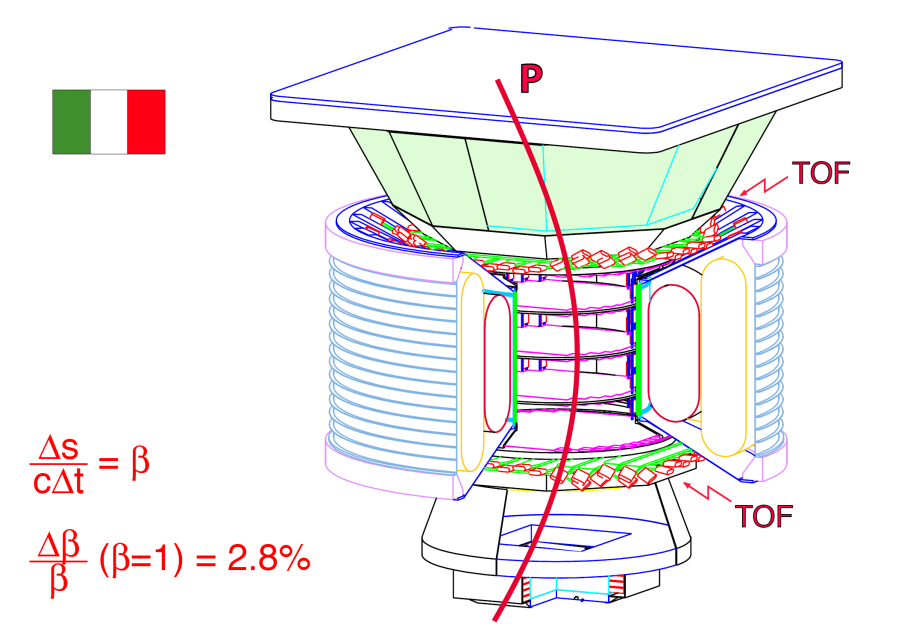 P
TOF
Δs
cΔt = β
TOF
Δβ
β (β=1) = 2.8%